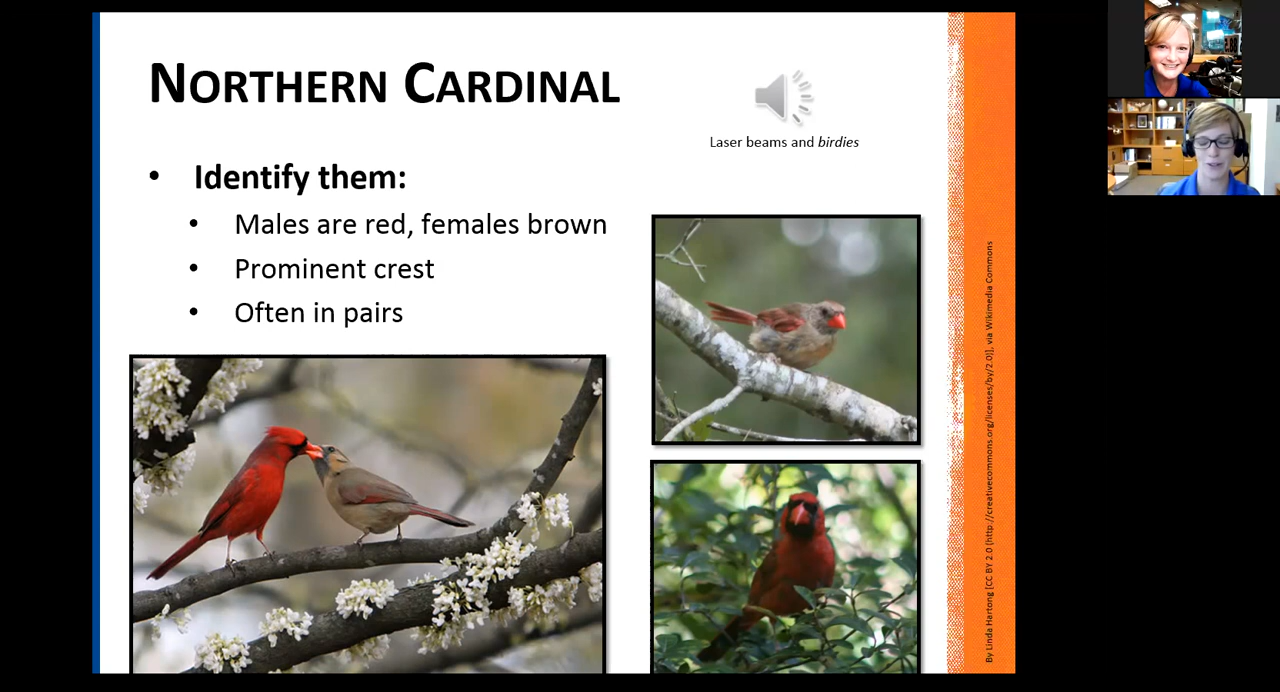 NORTHERN CARDINAL
Laser beams and birdies
• Identify them:
• Males are red, females brown
• Prominent crest
• Often in pairs
By Linda Hartong [CC BY 2.0 (http://creativecommons.org/licenses/by/2.0)], via Wikimedia Commons